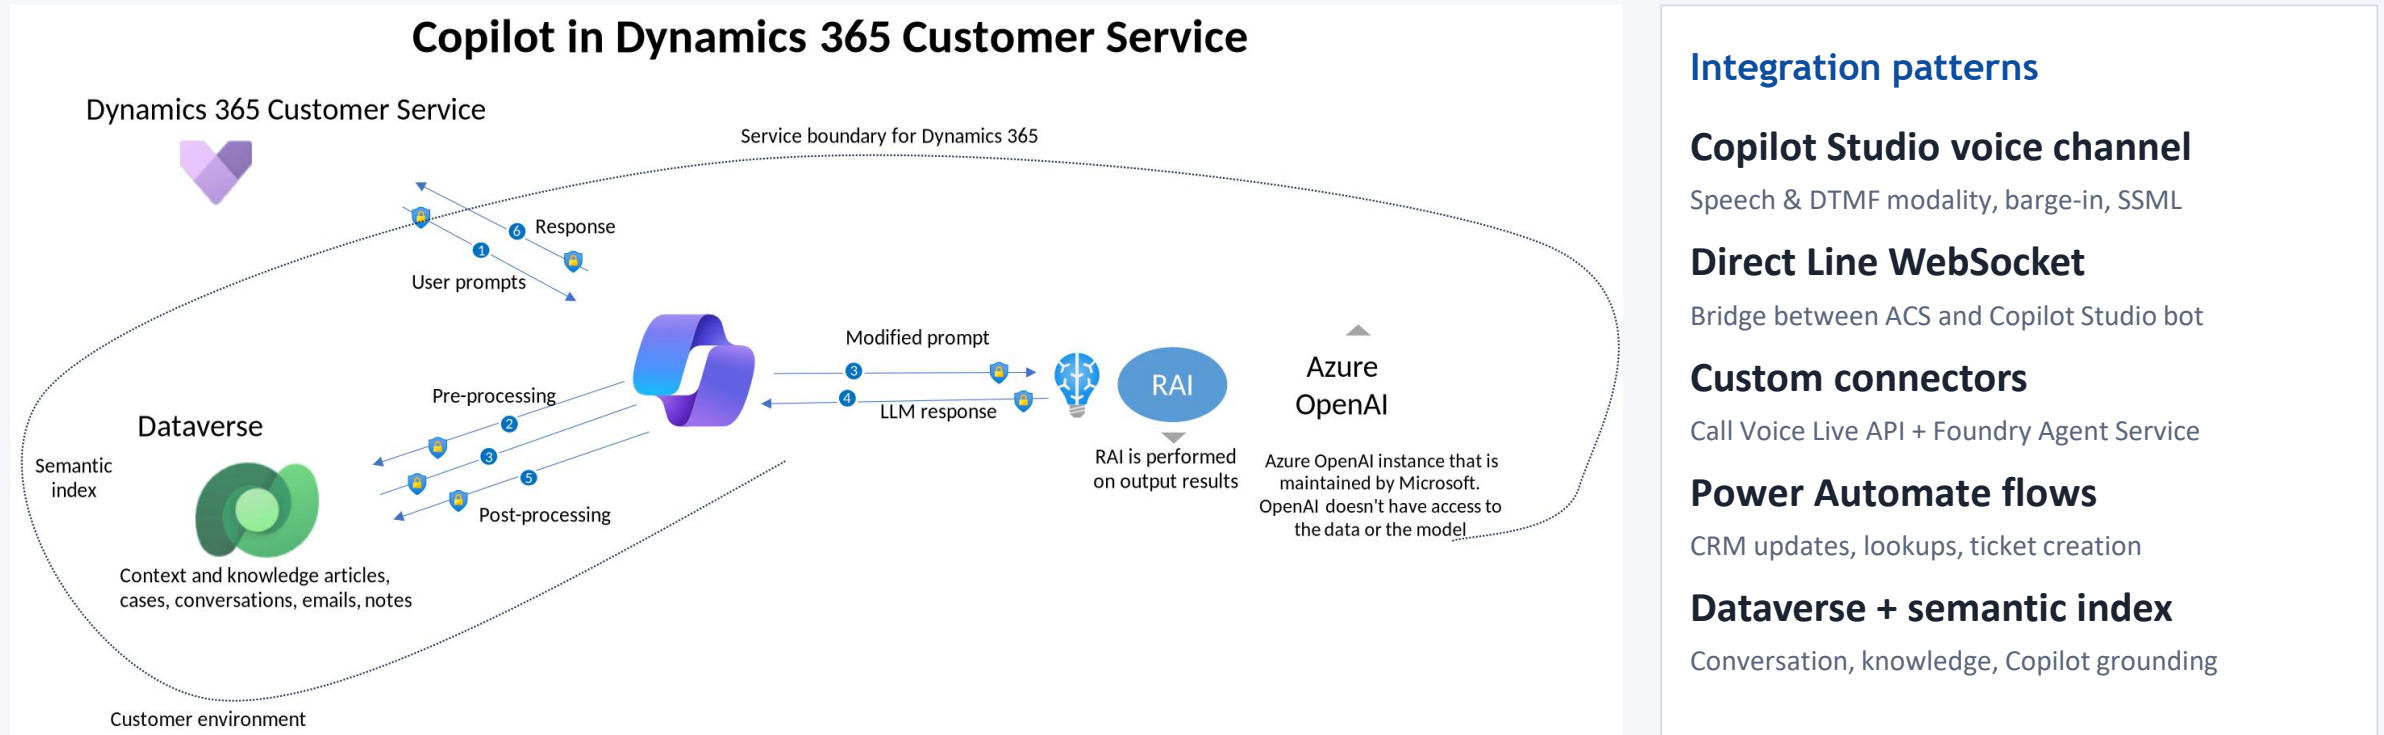 Copilot in Dynamics 365 Customer Service
Dynamics 365 Customer Service
Service boundary for Dynamics 365
6
Response
1
User prompts
Modified prompt
3
4
LLM response
Pre-processing
2
3
5
Post-processing
Dataverse
Semantic
index
Context and knowledge articles,
cases, conversations, emails, notes
RAI
RAI is performed
on output results
Azure
OpenAI
Azure OpenAI instance that is
maintained by Microsoft.
OpenAI doesn't have access to
the data or the model
Customer environment
Integration patterns
Copilot Studio voice channel
Speech & DTMF modality, barge-in, SSML
Direct Line WebSocket
Bridge between ACS and Copilot Studio bot
Custom connectors
Call Voice Live API + Foundry Agent Service
Power Automate flows
CRM updates, lookups, ticket creation
Dataverse + semantic index
Conversation, knowledge, Copilot grounding